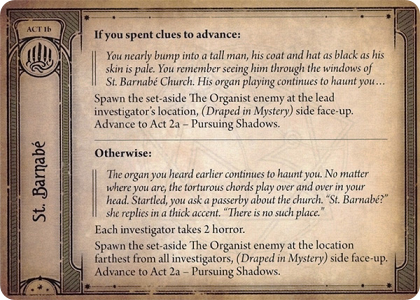 ACT 1b
St. Barnabé
If you spent clues to advance:
You nearly bump into a tall man, his coat and hat as black as his
skin is pale. You remember seeing him through the windows of
St. Barnabé Church. His organ playing continues to haunt you…
Spawn the set-aside The Organist enemy at the lead
investigator's location, (Draped in Mystery) side face-up.
Advance to Act 2a – Pursuing Shadows.
Otherwise:
The organ you heard earlier continues to haunt you. No matter
where you are, the torturous chords play over and over in your
head. Startled, you ask a passerby about the church. "St. Barnabé?"
she replies in a thick accent. "There is no such place."
Each investigator takes 2 horror.
Spawn the set-aside The Organist enemy at the location
farthest from all investigators, (Draped in Mystery) side face-up.
Advance to Act 2a – Pursuing Shadows.